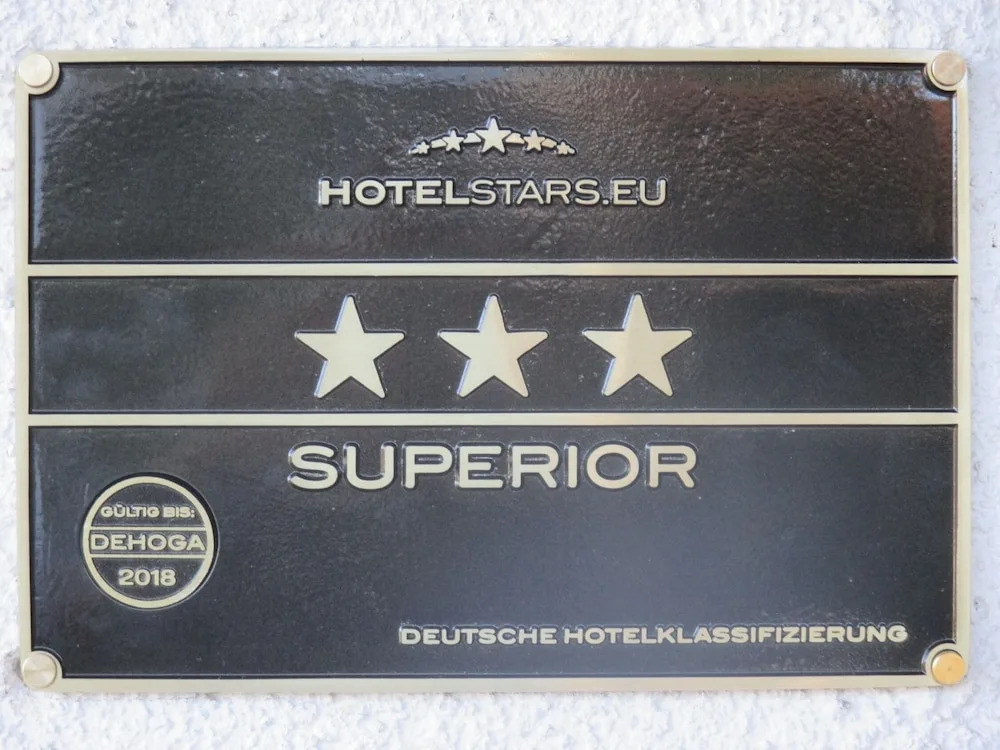 HOTELSTARS.EU
SUPERIOR
GÜLTIG BIS:
DEHOGA
2018
DEUTSCHE HOTELKLASSIFIZIERUNG